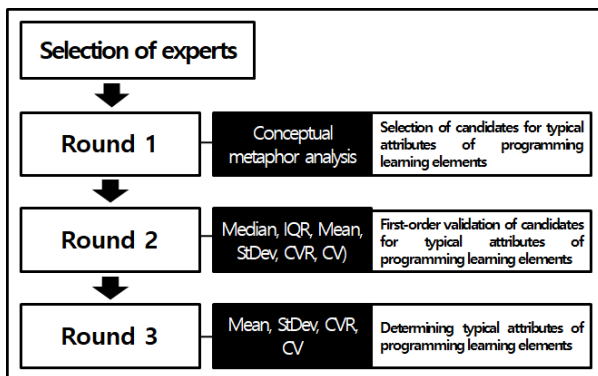 Selection of experts
Round 1
Conceptual
metaphor analysis
Selection of candidates for typical
attributes of programming
learning elements
Round 2
Median, IQR, Mean,
StDev, CVR, CV)
First-order validation of candidates
for typical attributes of
programming learning elements
Round 3
Mean, StDev, CVR,
CV
Determining typical attributes of
programming learning elements